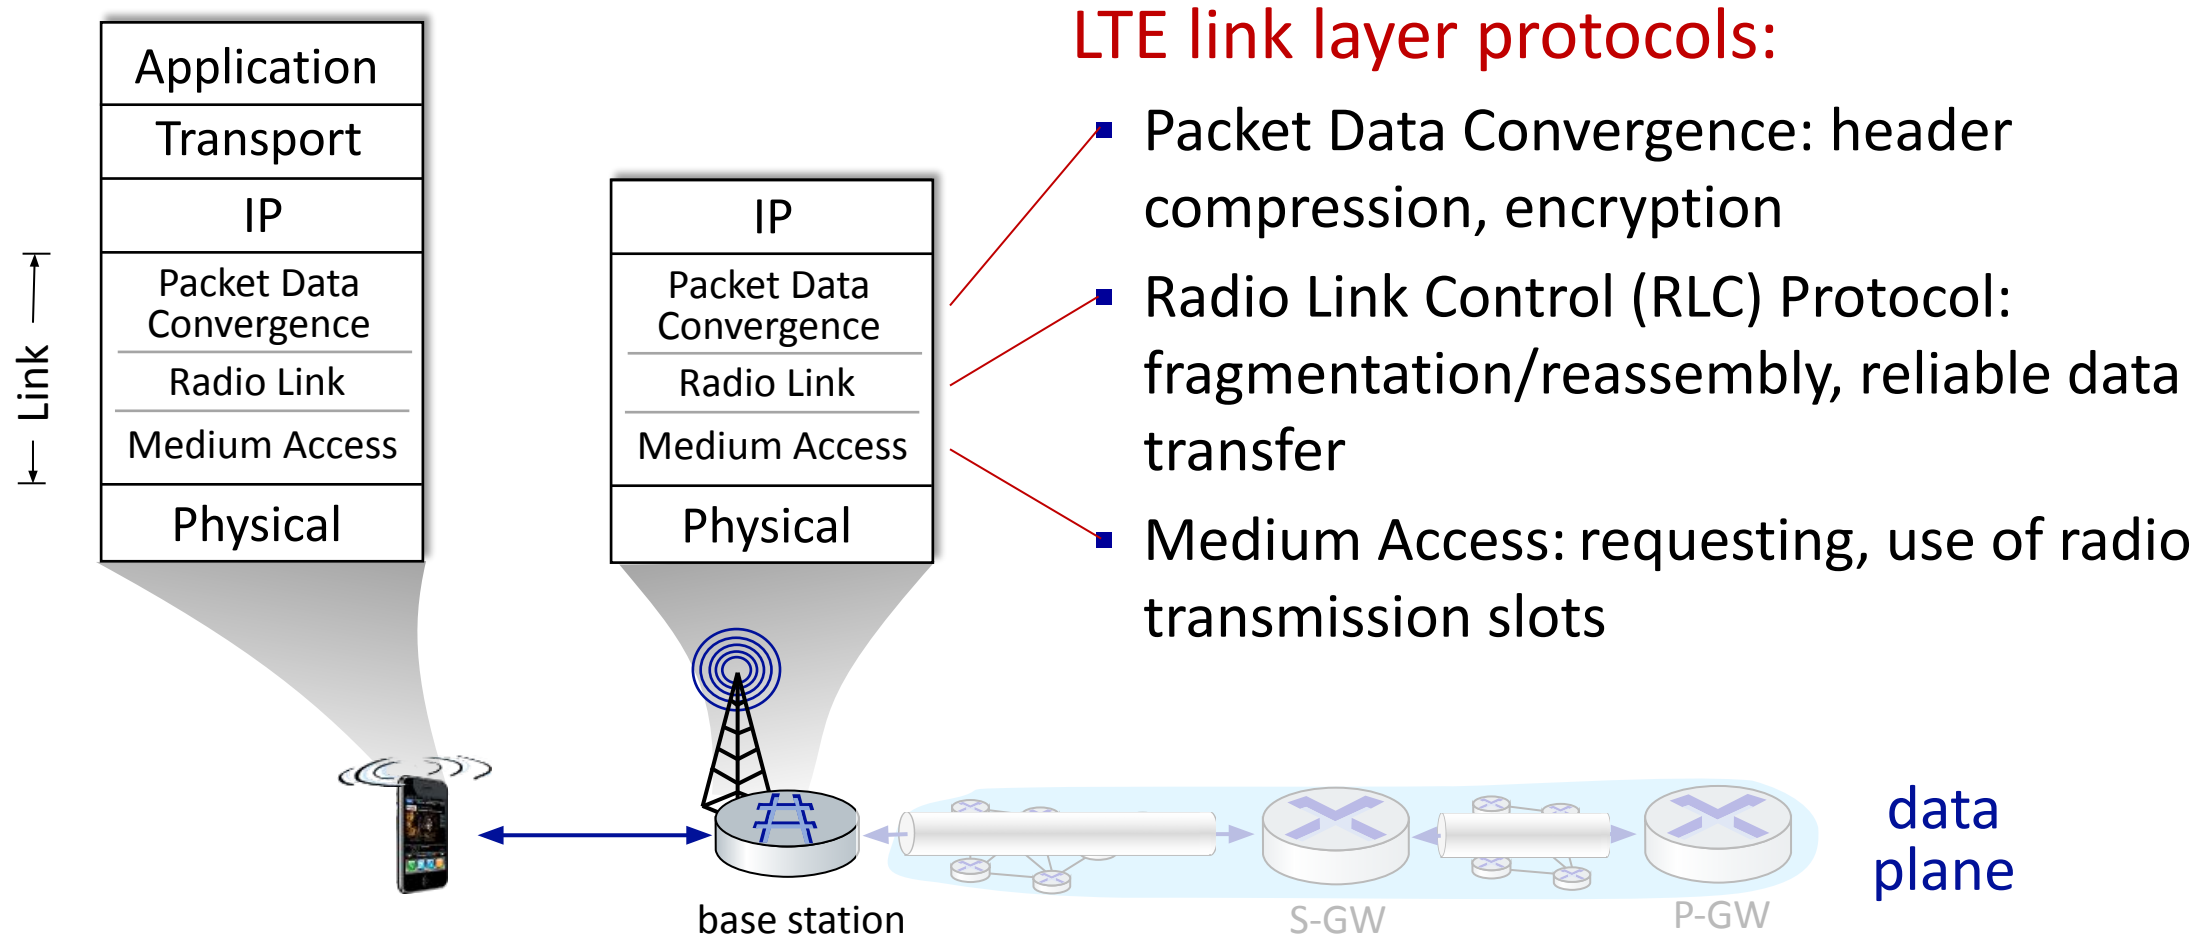 Application
Transport
IP
Packet Data
Convergence
Radio Link
Medium Access
Physical
Link
IP
Packet Data
Convergence
Radio Link
Medium Access
Physical
LTE link layer protocols:
▪ Packet Data Convergence: header
compression, encryption
▪ Radio Link Control (RLC) Protocol:
fragmentation/reassembly, reliable data
transfer
▪ Medium Access: requesting, use of radio
transmission slots
base station
S-GW
P-GW
data
plane